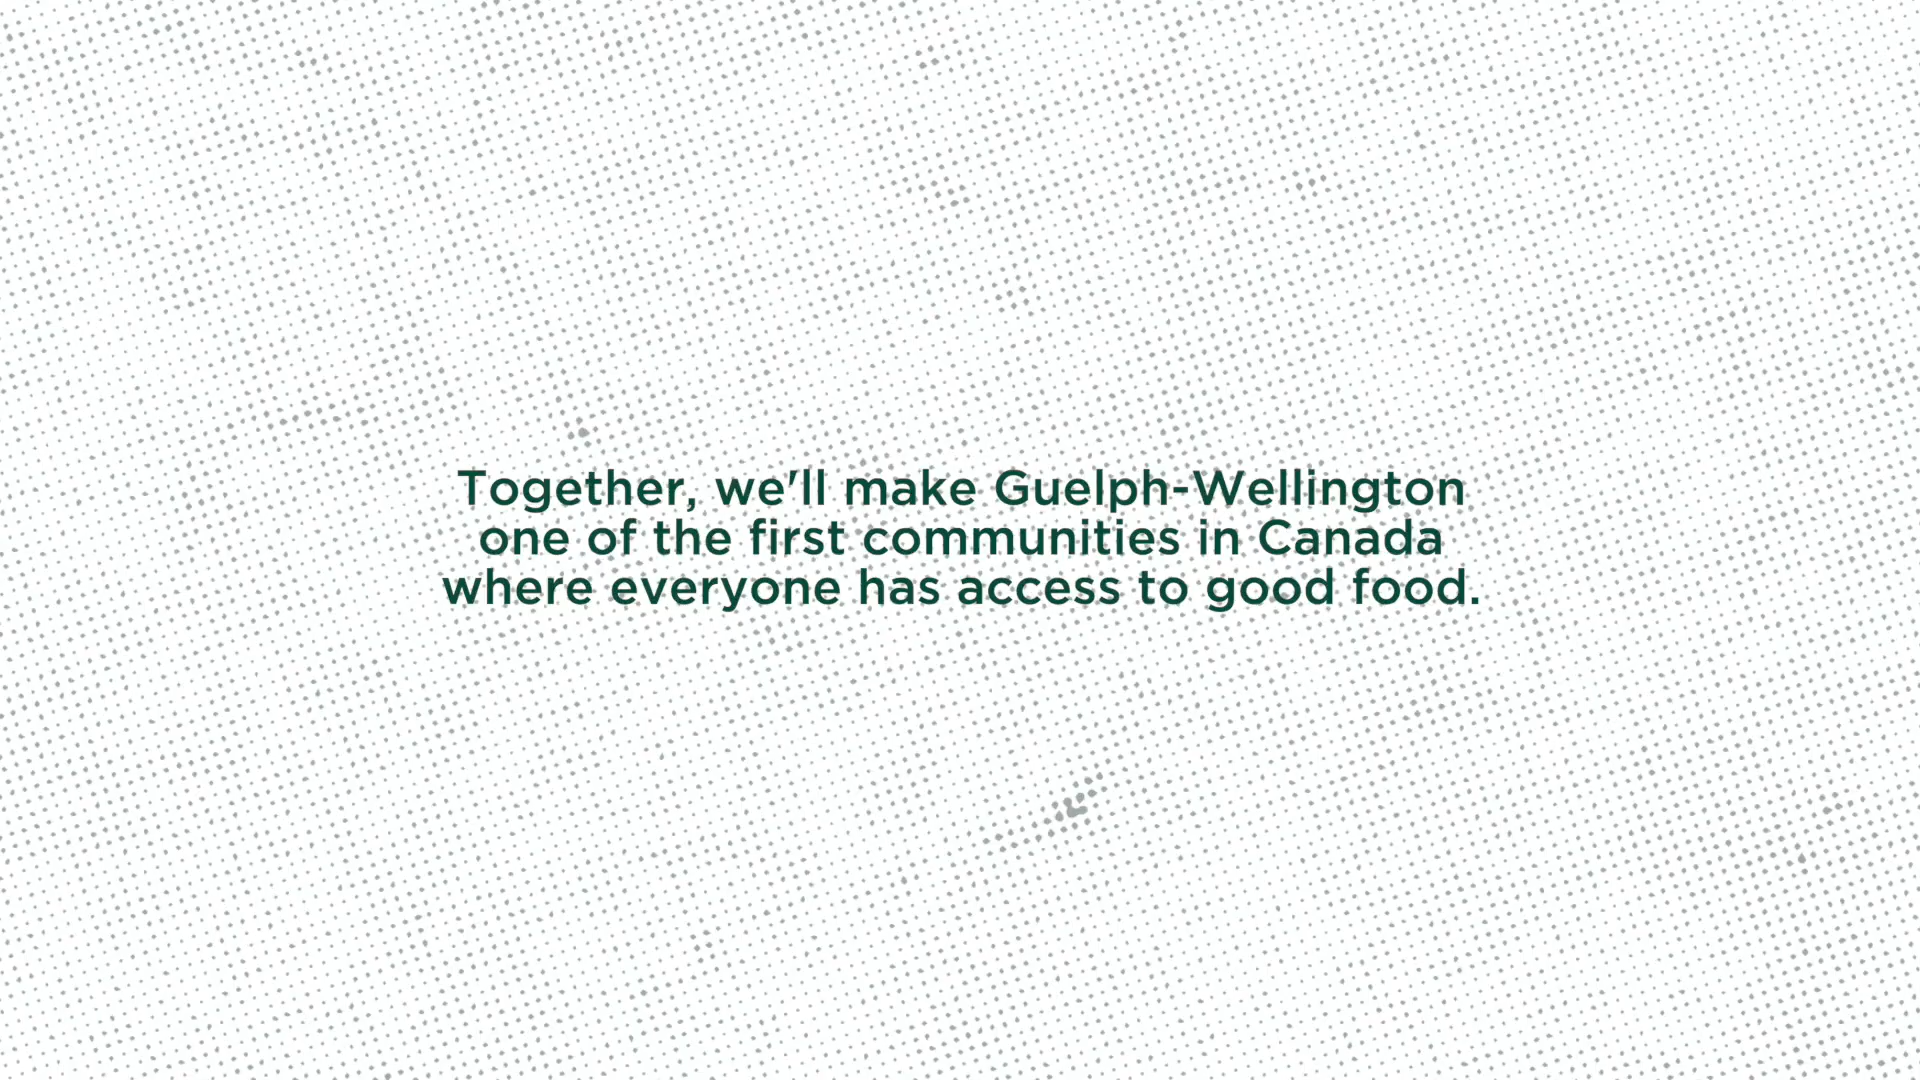 Together, we'll make Guelph-Wellington
one of the first communities in Canada
where everyone has access to good food.